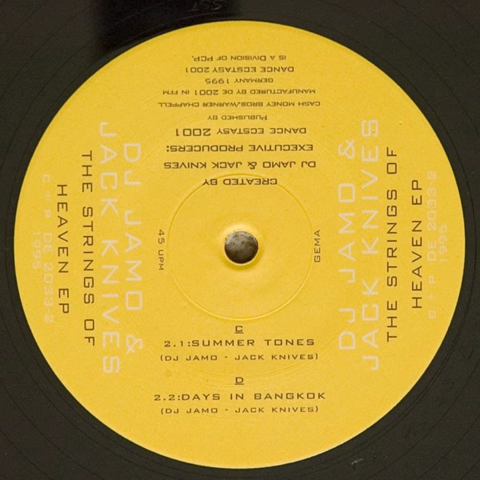 DJ JAMO &
JACK KNIVES
THE STRINGS OF
HEAVEN EP
C + P DE 2033-2
1995
IS A DIVISION OF PCP.
DANCE ECSTASY 2001
GERMANY 1995
MANUFACTURED BY DE 2001 IN FFM
CASH MONEY BROS./WARNER CHAPPELL
PUBLISHED BY
DANCE ECSTASY 2001
EXECUTIVE PRODUCERS:
DJ JAMO & JACK KNIVES
CREATED BY
45 UPM
GEMA
2.1:SUMMER TONES
(DJ JAMO - JACK KNIVES)
2.2:DAYS IN BANGKOK
(DJ JAMO - JACK KNIVES)
DJ JAMO &
JACK KNIVES
THE STRINGS OF
HEAVEN EP
C + P DE 2033-2
1995